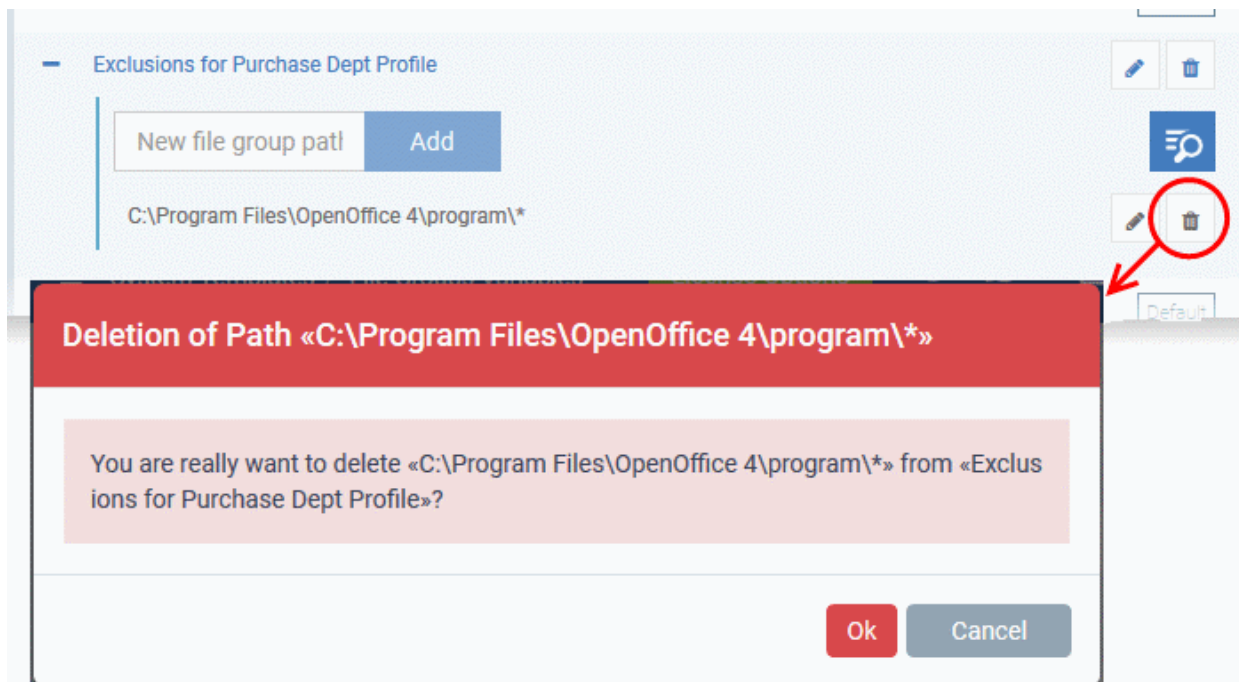 Exclusions for Purchase Dept Profile
New file group path Add
C:\Program Files\OpenOffice 4\program\*
Default
Deletion of Path «C:\Program Files\OpenOffice 4\program\*»
You are really want to delete «C:\Program Files\OpenOffice 4\program\*» from «Exclus
ions for Purchase Dept Profile»?
Ok Cancel